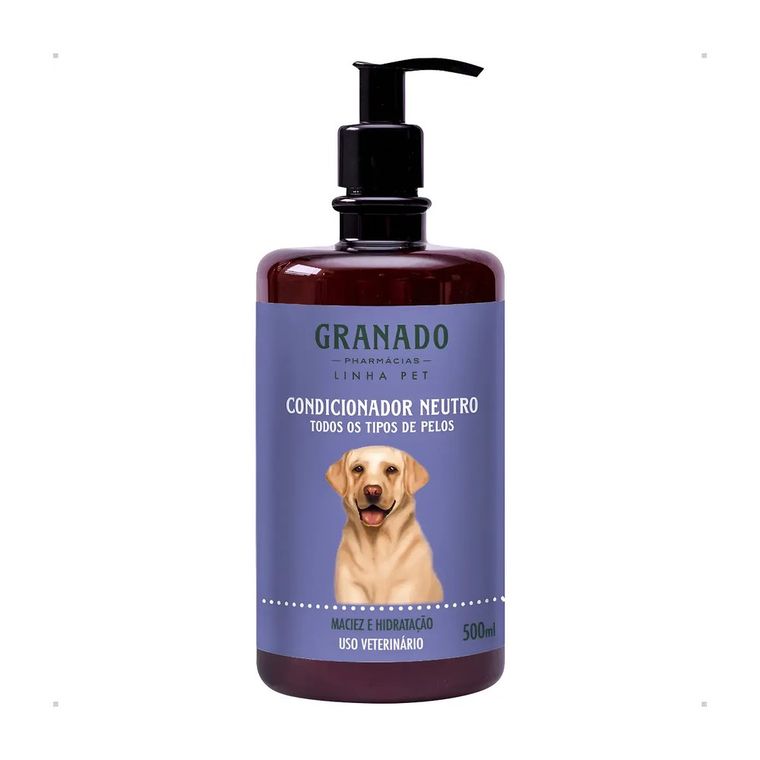 GRANADO
PHARMÁCIAS
LINHA PET
CONDICIONADOR NEUTRO
TODOS OS TIPOS DE PELOS
MACIEZ E HIDRATAÇÃO
USO VETERINÁRIO
500ml